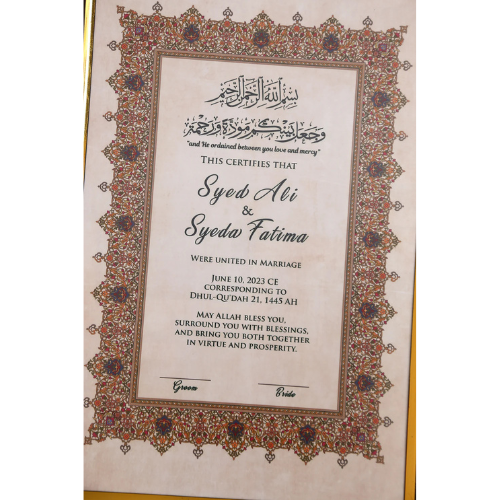 بسم الله الرحمن الرحيم
وجعل بينكم مودة ورحمة
"and He ordained between you love and mercy"
THIS CERTIFIES THAT
Syed Ali
&
Syeda Fatima
WERE UNITED IN MARRIAGE
JUNE 10, 2023 CE
CORRESPONDING TO
DHUL-QU'DAH 21, 1445 AH
MAY ALLAH BLESS YOU,
SURROUND YOU WITH BLESSINGS,
AND BRING YOU BOTH TOGETHER
IN VIRTUE AND PROSPERITY.
Groom Bride